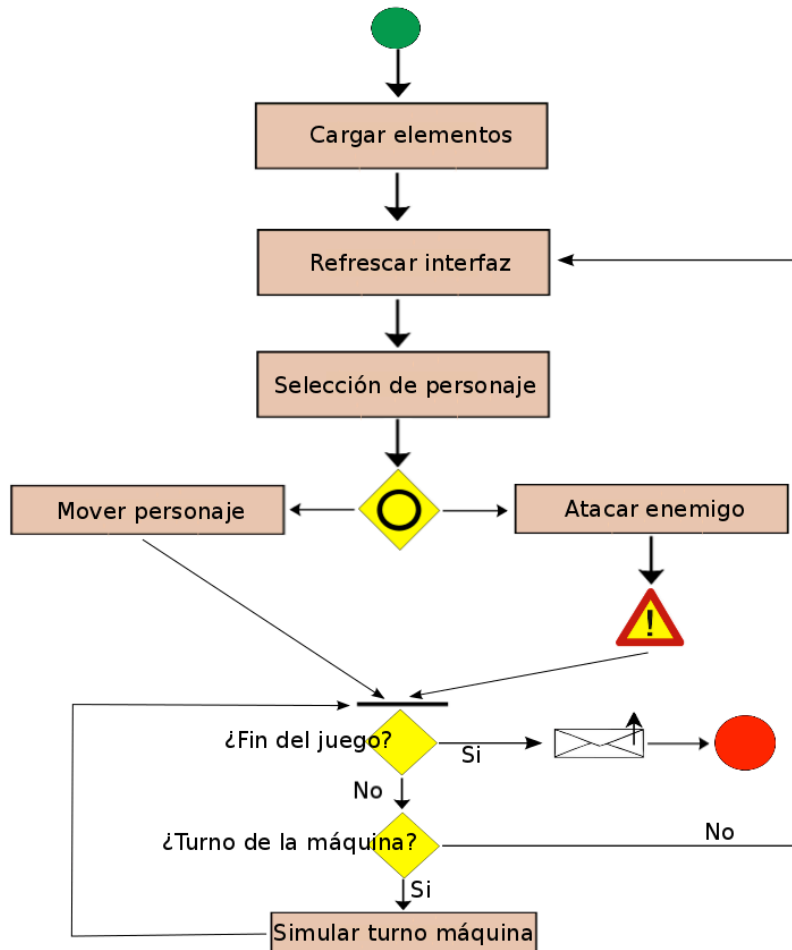 Cargar elementos
Refrescar interfaz
Selección de personaje
Mover personaje
Atacar enemigo
!
¿Fin del juego?
Si
No
¿Turno de la máquina?
No
Si
Simular turno máquina